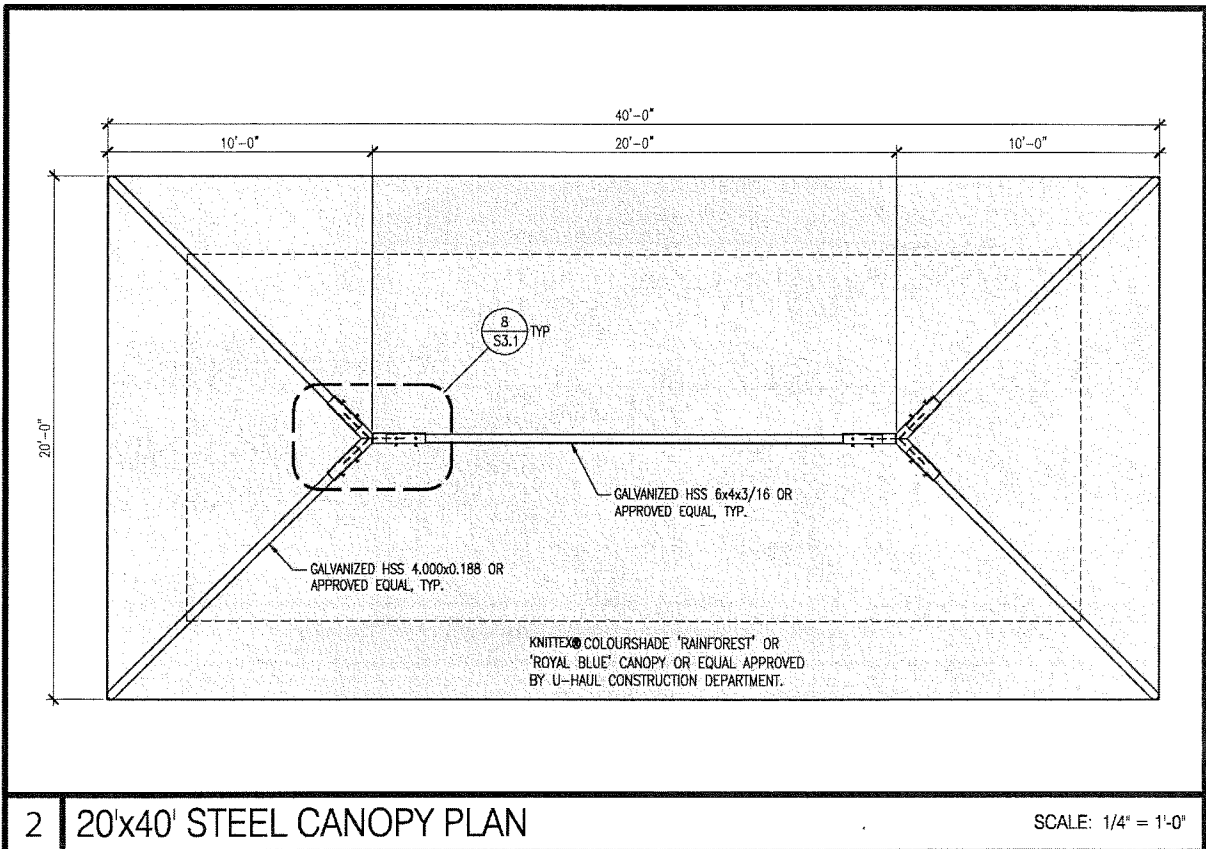 40'-0"
10'-0"
20'-0"
10'-0"
20'-0"
8
S3.1
TYP
GALVANIZED HSS 6x4x3/16 OR
APPROVED EQUAL, TYP.
GALVANIZED HSS 4.000x0.188 OR
APPROVED EQUAL, TYP.
KNITTEX® COLOURSHADE 'RAINFOREST' OR
'ROYAL BLUE' CANOPY OR EQUAL APPROVED
BY U-HAUL CONSTRUCTION DEPARTMENT.
2
20'x40' STEEL CANOPY PLAN
SCALE: 1/4" = 1'-0"